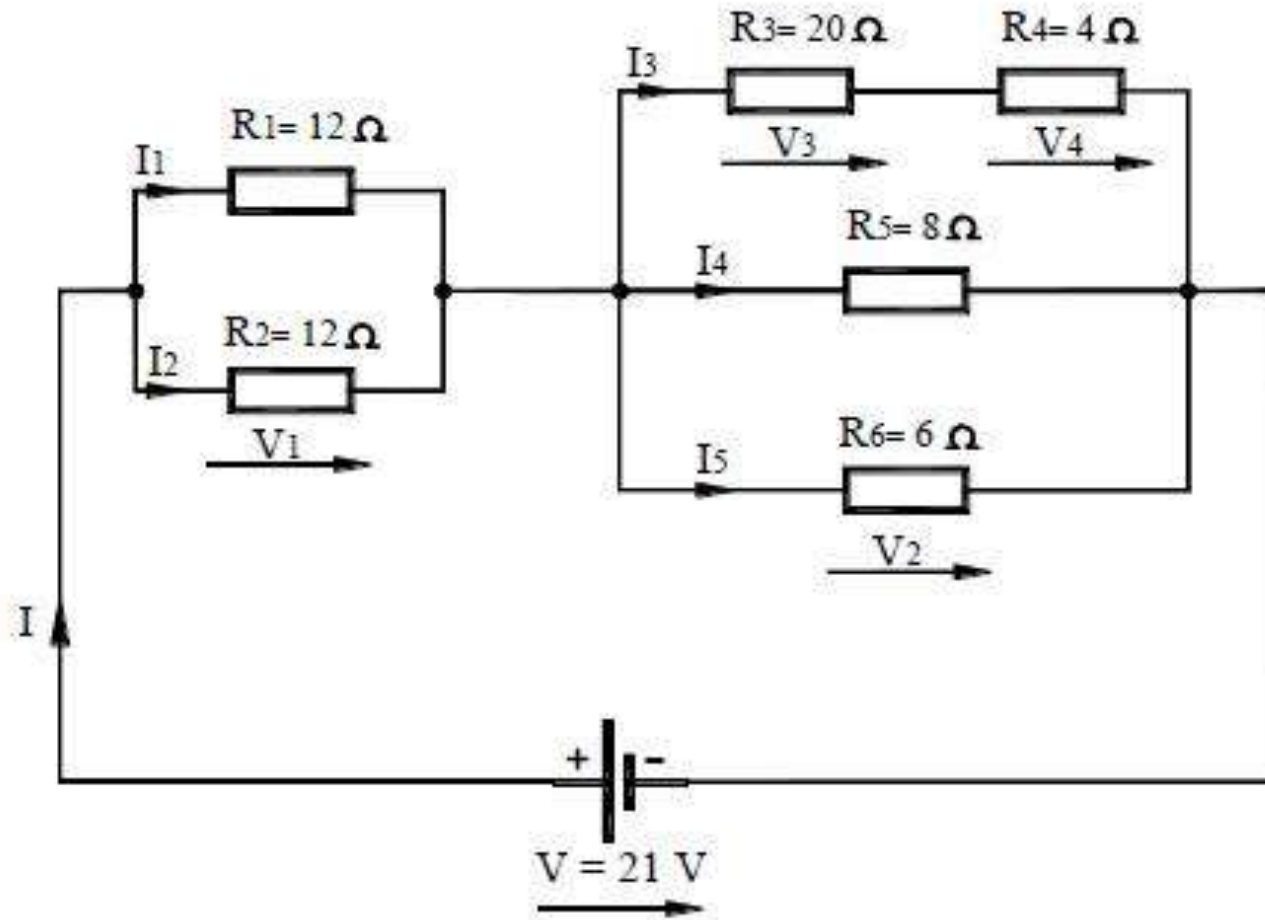 R3= 20 Ω
R4= 4 Ω
I3
R1= 12 Ω
V3
V4
I1
R5= 8 Ω
I4
R2= 12 Ω
I2
V1
R6= 6 Ω
I5
V2
I
+ -
V = 21 V